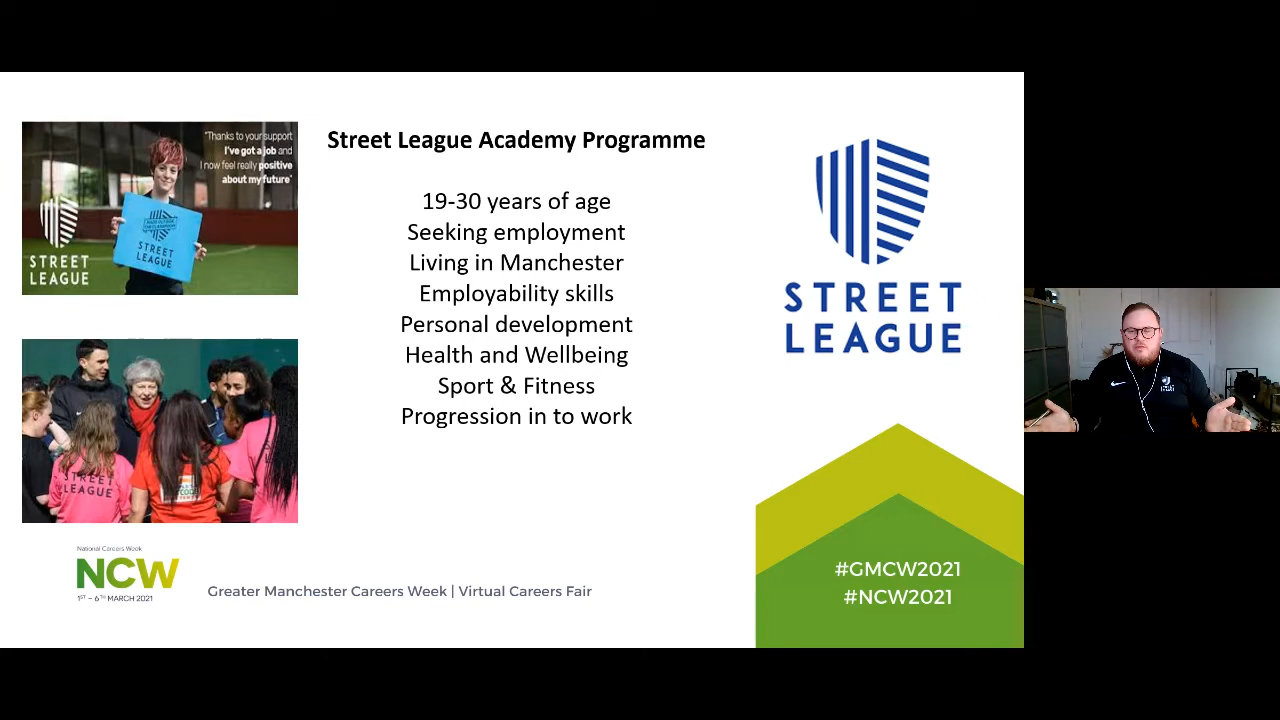 "Thanks to your support
I've got a job and
I now feel really positive
about my future"
STREET
LEAGUE
STREET
LEAGUE
Street League Academy Programme
19-30 years of age
Seeking employment
Living in Manchester
Employability skills
Personal development
Health and Wellbeing
Sport & Fitness
Progression in to work
STREET
LEAGUE
STREET
LEAGUE
STREET
LEAGUE
National Careers Week
NCW
1ST – 6TH MARCH 2021
Greater Manchester Careers Week | Virtual Careers Fair
#GMCW2021
#NCW2021